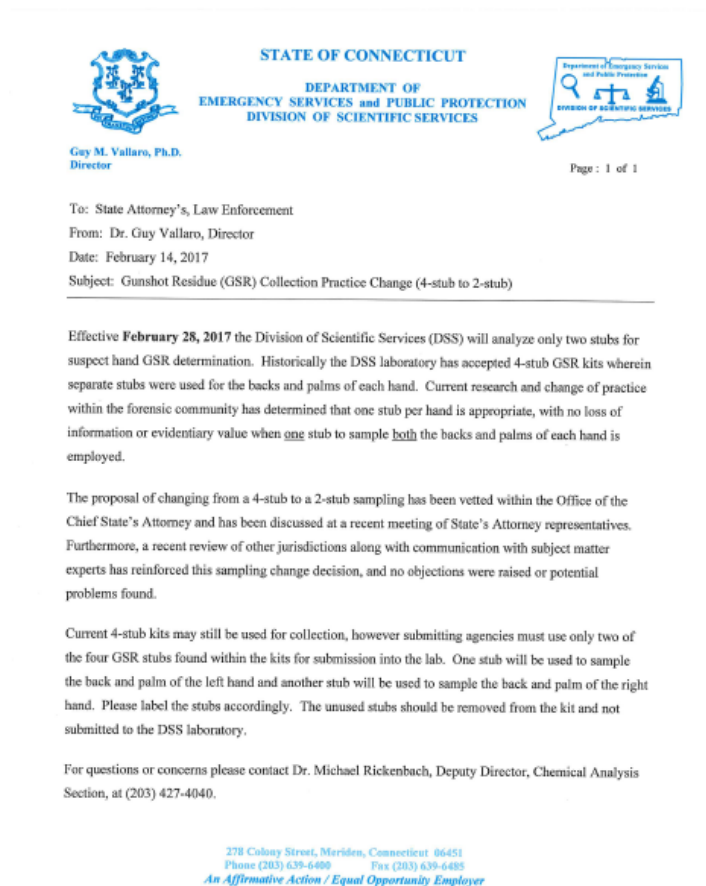 STATE OF CONNECTICUT
DEPARTMENT OF
EMERGENCY SERVICES and PUBLIC PROTECTION
DIVISION OF SCIENTIFIC SERVICES
Department of Emergency Services
and Public Protection
DIVISION OF SCIENTIFIC SERVICES
Guy M. Vallaro, Ph.D.
Director
Page : 1 of 1
To: State Attorney's, Law Enforcement
From: Dr. Guy Vallaro, Director
Date: February 14, 2017
Subject: Gunshot Residue (GSR) Collection Practice Change (4-stub to 2-stub)
Effective February 28, 2017 the Division of Scientific Services (DSS) will analyze only two stubs for
suspect hand GSR determination. Historically the DSS laboratory has accepted 4-stub GSR kits wherein
separate stubs were used for the backs and palms of each hand. Current research and change of practice
within the forensic community has determined that one stub per hand is appropriate, with no loss of
information or evidentiary value when one stub to sample both the backs and palms of each hand is
employed.
The proposal of changing from a 4-stub to a 2-stub sampling has been vetted within the Office of the
Chief State's Attorney and has been discussed at a recent meeting of State's Attorney representatives.
Furthermore, a recent review of other jurisdictions along with communication with subject matter
experts has reinforced this sampling change decision, and no objections were raised or potential
problems found.
Current 4-stub kits may still be used for collection, however submitting agencies must use only two of
the four GSR stubs found within the kits for submission into the lab. One stub will be used to sample
the back and palm of the left hand and another stub will be used to sample the back and palm of the right
hand. Please label the stubs accordingly. The unused stubs should be removed from the kit and not
submitted to the DSS laboratory.
For questions or concerns please contact Dr. Michael Rickenbach, Deputy Director, Chemical Analysis
Section, at (203) 427-4040.
278 Colony Street, Meriden, Connecticut 06451
Phone (203) 639-6400 Fax (203) 639-6485
An Affirmative Action / Equal Opportunity Employer